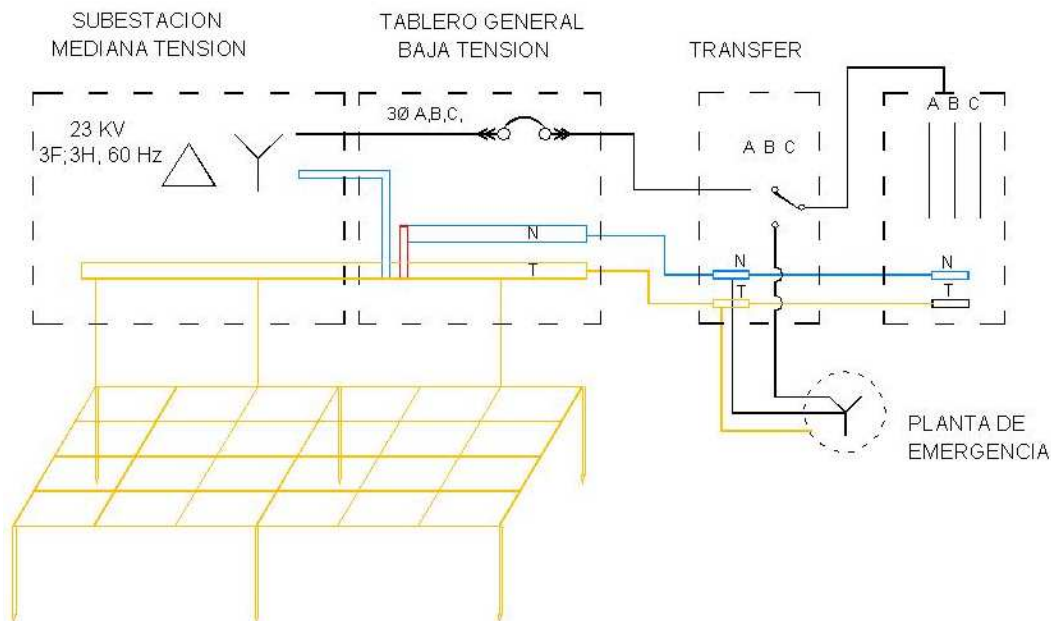 SUBESTACION
MEDIANA TENSION
TABLERO GENERAL
BAJA TENSION
TRANSFER
23 KV
3F;3H, 60 Hz
3Ø A,B,C,
A B C
A B C
N
T
N
T
N
T
PLANTA DE
EMERGENCIA